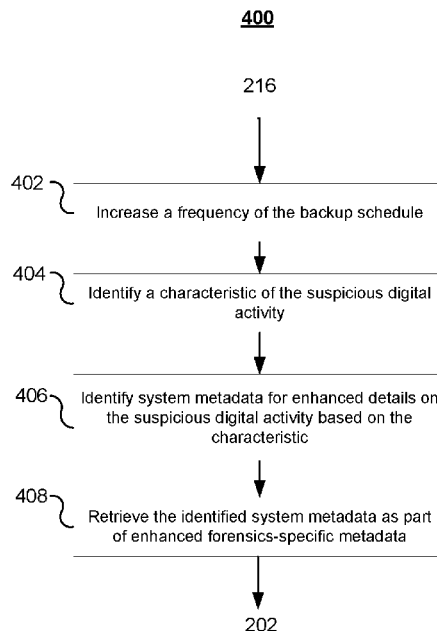 400
216
402
Increase a frequency of the backup schedule
404
Identify a characteristic of the suspicious digital
activity
406
Identify system metadata for enhanced details on
the suspicious digital activity based on the
characteristic
408
Retrieve the identified system metadata as part
of enhanced forensics-specific metadata
202